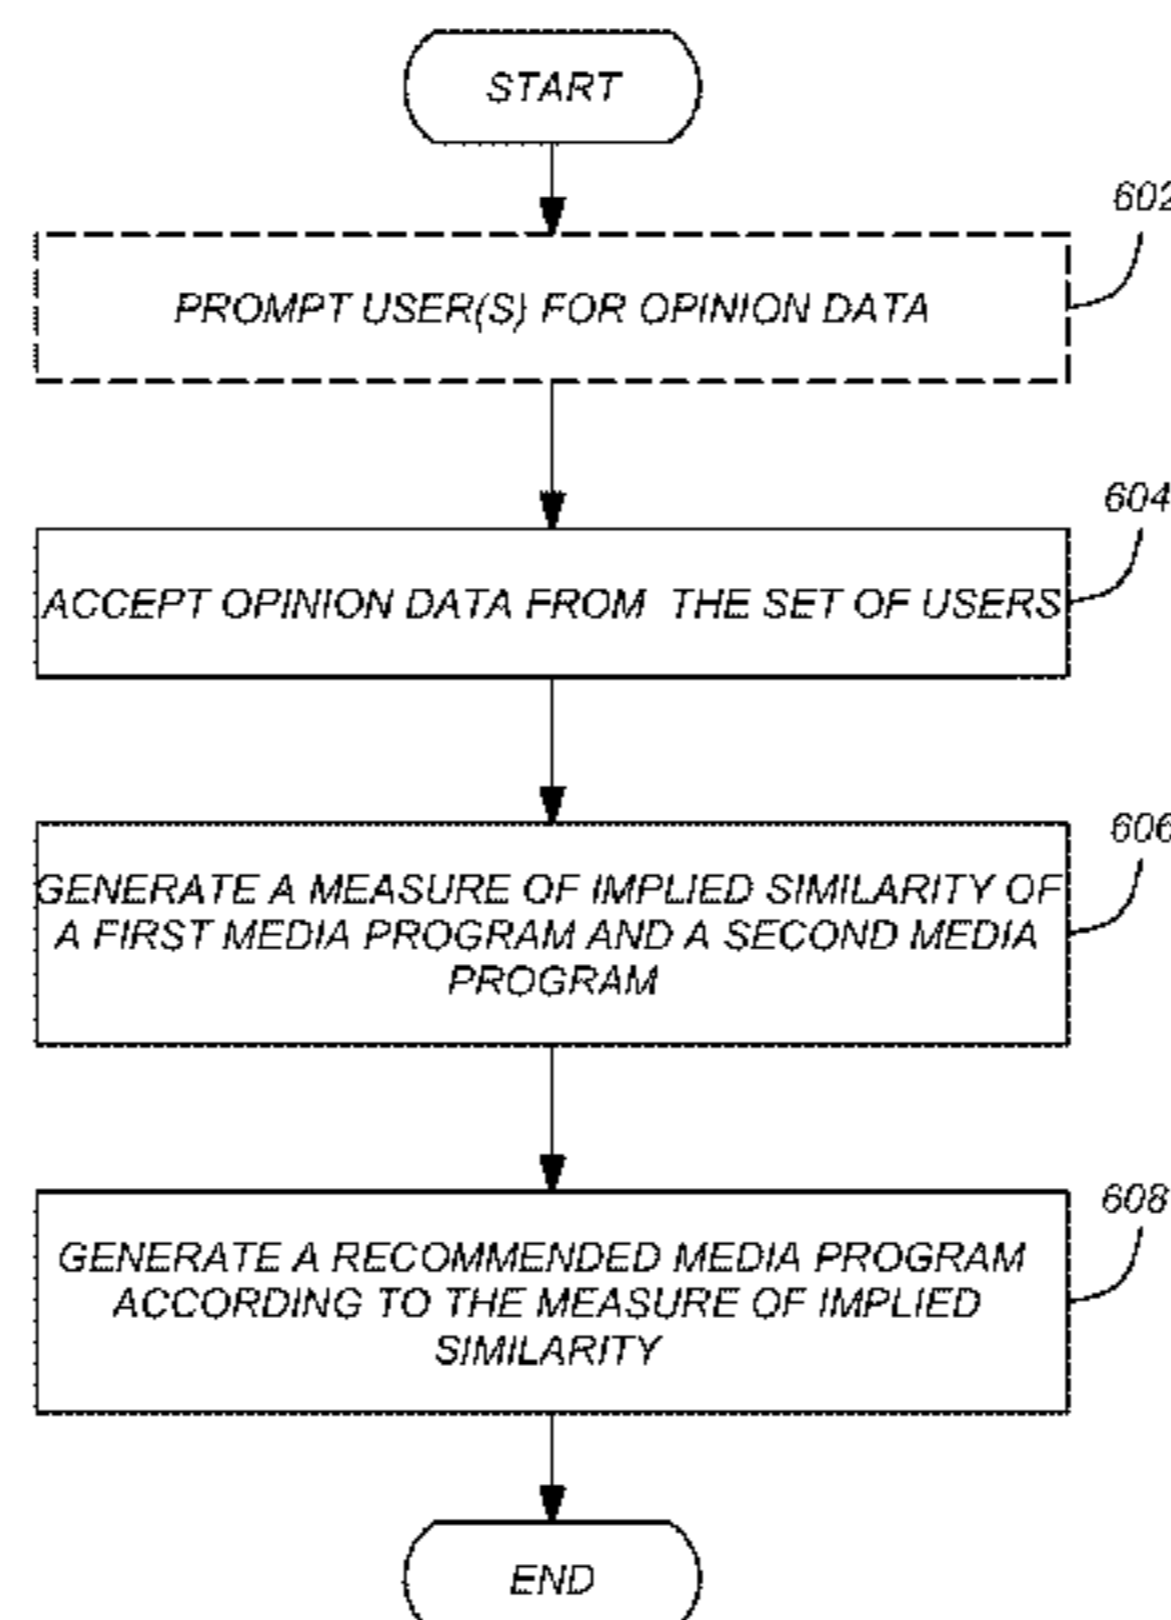 START
602
PROMPT USER(S) FOR OPINION DATA
604
ACCEPT OPINION DATA FROM THE SET OF USERS
606
GENERATE A MEASURE OF IMPLIED SIMILARITY OF
A FIRST MEDIA PROGRAM AND A SECOND MEDIA
PROGRAM
608
GENERATE A RECOMMENDED MEDIA PROGRAM
ACCORDING TO THE MEASURE OF IMPLIED
SIMILARITY
END